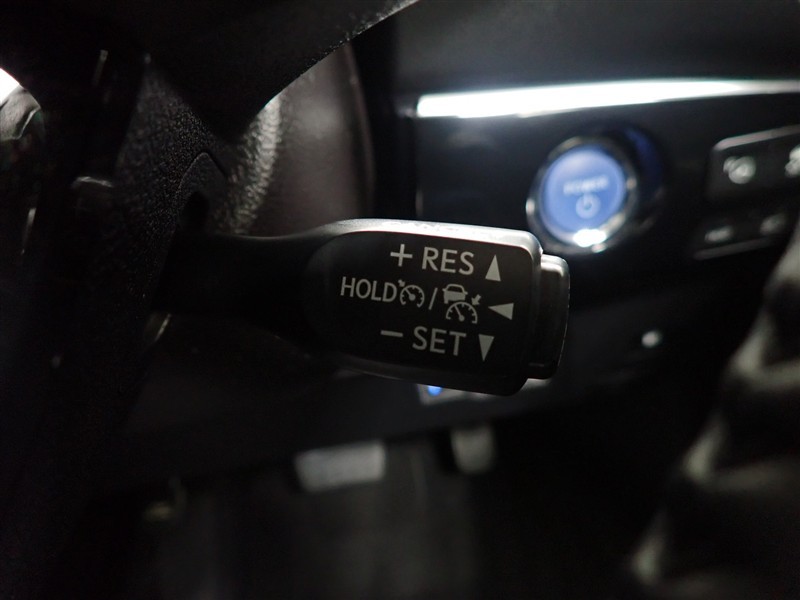 + RES ▲
HOLD / ◀
− SET ▼
POWER